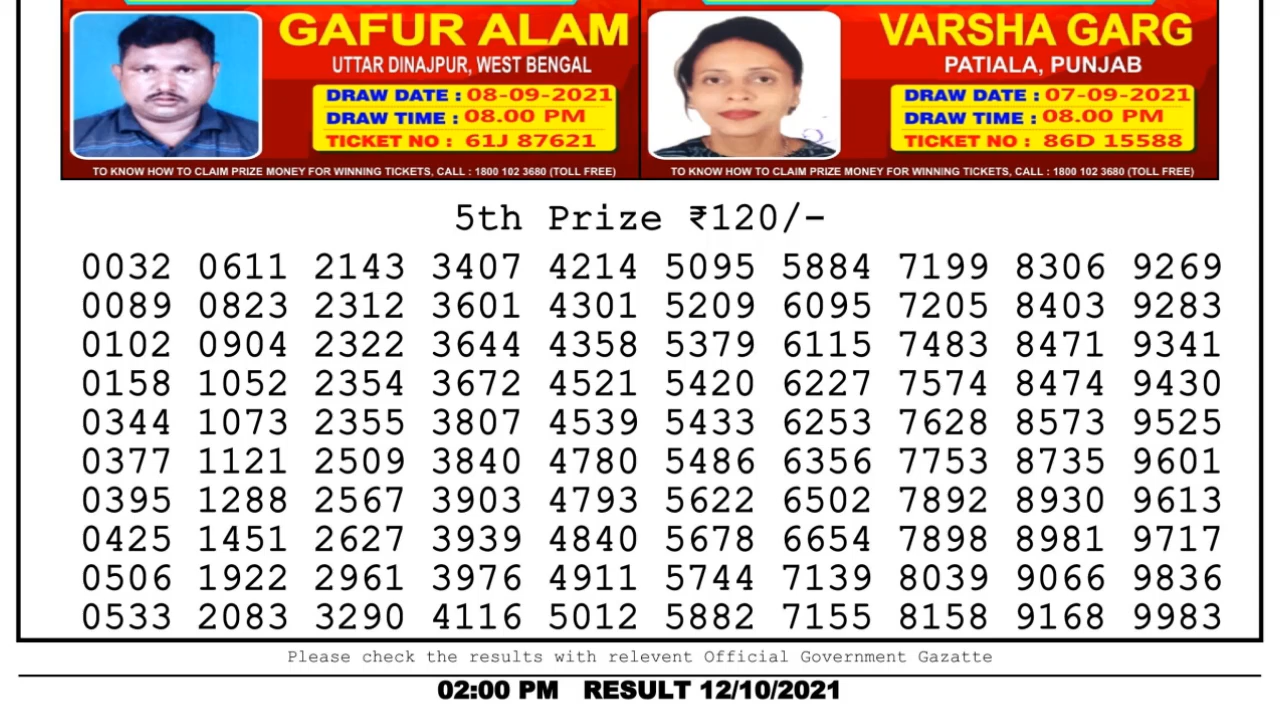 GAFUR ALAM
UTTAR DINAJPUR, WEST BENGAL
DRAW DATE : 08-09-2021
DRAW TIME : 08.00 PM
TICKET NO : 61J 87621
TO KNOW HOW TO CLAIM PRIZE MONEY FOR WINNING TICKETS, CALL : 1800 102 3680 (TOLL FREE)
VARSHA GARG
PATIALA, PUNJAB
DRAW DATE : 07-09-2021
DRAW TIME : 08.00 PM
TICKET NO : 86D 15588
TO KNOW HOW TO CLAIM PRIZE MONEY FOR WINNING TICKETS, CALL : 1800 102 3680 (TOLL FREE)
5th Prize ₹120/-
0032 0611 2143 3407 4214 5095 5884 7199 8306 9269
0089 0823 2312 3601 4301 5209 6095 7205 8403 9283
0102 0904 2322 3644 4358 5379 6115 7483 8471 9341
0158 1052 2354 3672 4521 5420 6227 7574 8474 9430
0344 1073 2355 3807 4539 5433 6253 7628 8573 9525
0377 1121 2509 3840 4780 5486 6356 7753 8735 9601
0395 1288 2567 3903 4793 5622 6502 7892 8930 9613
0425 1451 2627 3939 4840 5678 6654 7898 8981 9717
0506 1922 2961 3976 4911 5744 7139 8039 9066 9836
0533 2083 3290 4116 5012 5882 7155 8158 9168 9983
Please check the results with relevent Official Government Gazatte
02:00 PM RESULT 12/10/2021